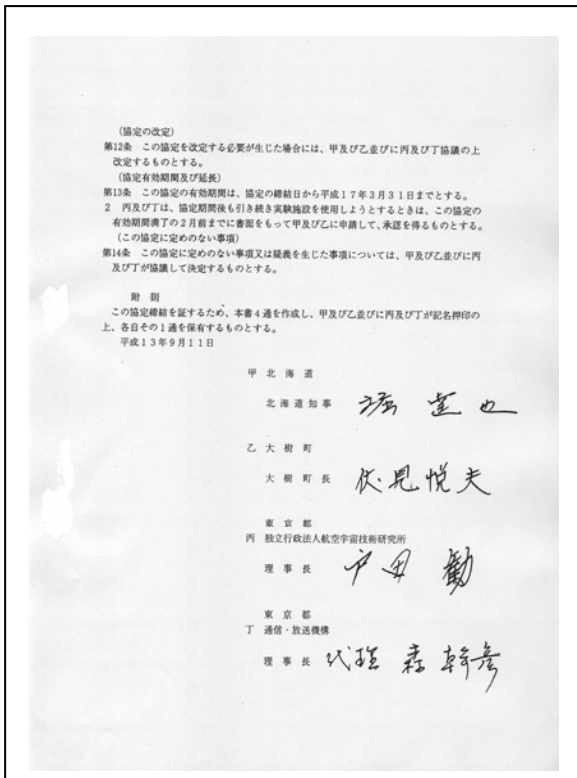 (協定の改定)
第12条　この協定を改定する必要が生じた場合には、甲及び乙並びに丙及び丁協議の上
改定するものとする。
(協定有効期間及び延長)
第13条　この協定の有効期間は、協定の締結日から平成17年3月31日までとする。
2　丙及び丁は、協定期間後も引き続き実験施設を使用しようとするときは、この協定の
有効期間満了の2月前までに書面をもって甲及び乙に申請して、承認を得るものとする。
(この協定に定めのない事項)
第14条　この協定に定めのない事項又は疑義を生じた事項については、甲及び乙並びに丙
及び丁が協議して決定するものとする。
附　則
この協定締結を証するため、本書4通を作成し、甲及び乙並びに丙及び丁が記名押印の
上、各自その1通を保有するものとする。
平成13年9月11日
甲　北海道
北海道知事　堀　達也
乙　大樹町
大樹町長　伏見悦夫
東京都
丙　独立行政法人航空宇宙技術研究所
理事長　戸田　勧
東京都
丁　通信・放送機構
理事長　代理　森　幹彦